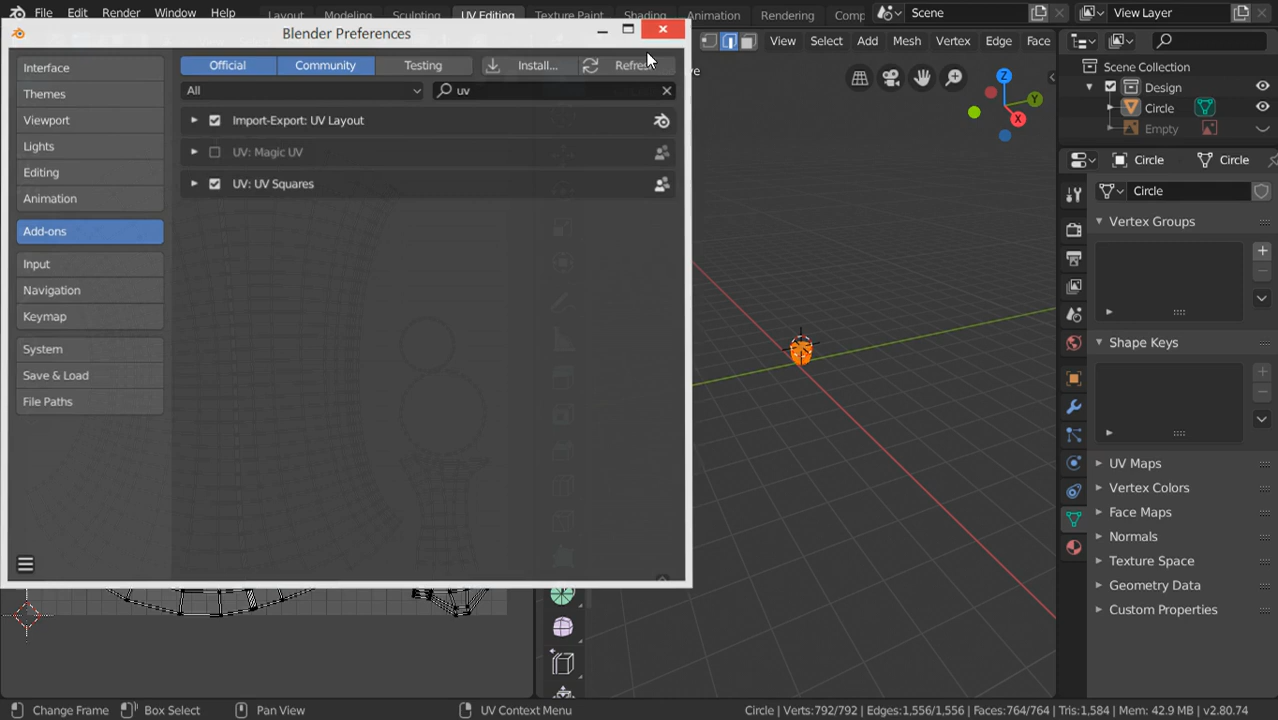 File Edit Render Window Help Layout Modeling Sculpting UV Editing Texture Paint Shading Animation Rendering Comp Scene View Layer
Blender Preferences
View Select Add Mesh Vertex Edge Face
Interface
Themes
Viewport
Lights
Editing
Animation
Add-ons
Input
Navigation
Keymap
System
Save & Load
File Paths
Official Community Testing Install... Refre
All uv
Import-Export: UV Layout
UV: Magic UV
UV: UV Squares
ve
Z
Y
X
Scene Collection
Design
Circle
Empty
Circle Circle
Circle
Vertex Groups
Shape Keys
UV Maps
Vertex Colors
Face Maps
Normals
Texture Space
Geometry Data
Custom Properties
Change Frame Box Select Pan View UV Context Menu Circle | Verts:792/792 | Edges:1,556/1,556 | Faces:764/764 | Tris:1,584 | Mem: 42.9 MB | v2.80.74